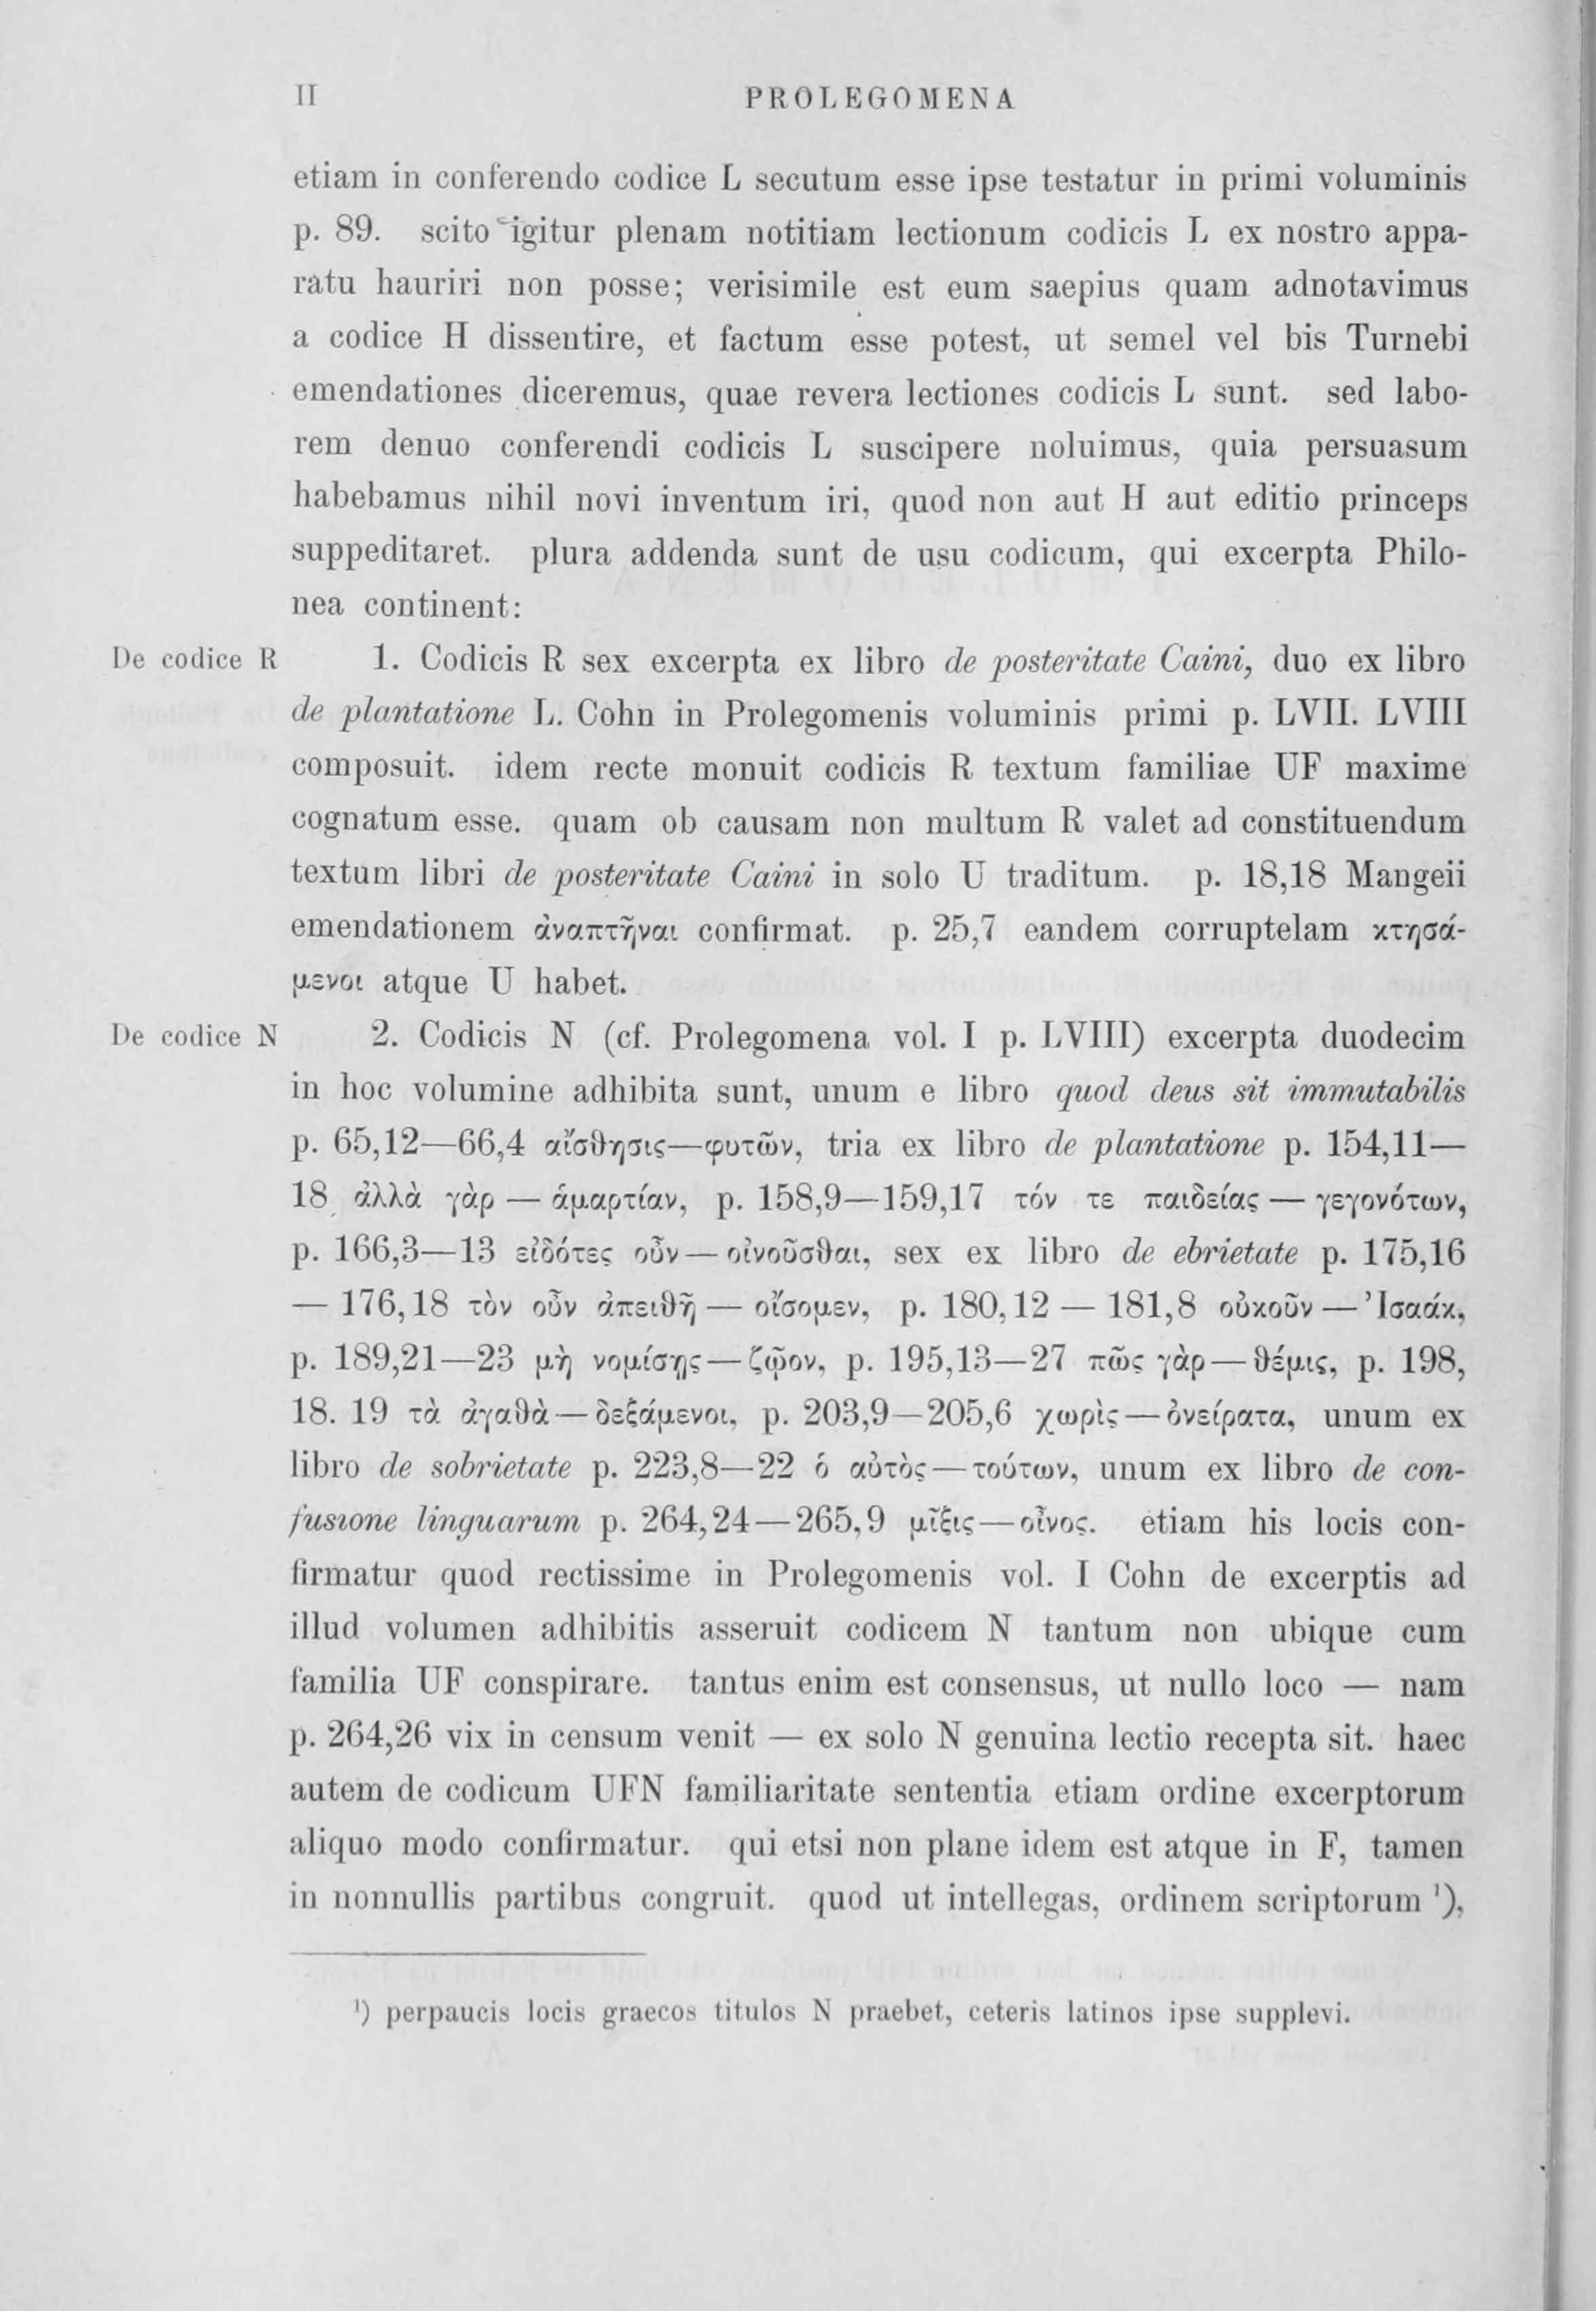 II
PROLEGOMENA
etiam in conferendo codice L secutum esse ipse testatur in primi voluminis
p. 89. scito igitur plenam notitiam lectionum codicis L ex nostro appa-
ratu hauriri non posse; verisimile est eum saepius quam adnotavimus
a codice H dissentire, et factum esse potest, ut semel vel bis Turnebi
emendationes diceremus, quae revera lectiones codicis L sunt. sed labo-
rem denuo conferendi codicis L suscipere noluimus, quia persuasum
habebamus nihil novi inventum iri, quod non aut H aut editio princeps
suppeditaret. plura addenda sunt de usu codicum, qui excerpta Philo-
nea continent:
De codice R 1. Codicis R sex excerpta ex libro de posteritate Caini, duo ex libro
de plantatione L. Cohn in Prolegomenis voluminis primi p. LVII. LVIII
composuit. idem recte monuit codicis R textum familiae UF maxime
cognatum esse. quam ob causam non multum R valet ad constituendum
textum libri de posteritate Caini in solo U traditum. p. 18,18 Mangeii
emendationem ἀναπτῆναι confirmat. p. 25,7 eandem corruptelam κτησά-
μενοι atque U habet.
De codice N 2. Codicis N (cf. Prolegomena vol. I p. LVIII) excerpta duodecim
in hoc volumine adhibita sunt, unum e libro quod deus sit immutabilis
p. 65,12—66,4 αἴσθησις—φυτῶν, tria ex libro de plantatione p. 154,11—
18 ἀλλὰ γὰρ — ἁμαρτίαν, p. 158,9—159,17 τόν τε παιδείας — γεγονότων,
p. 166,3—13 εἰδότες οὖν — οἰνοῦσθαι, sex ex libro de ebrietate p. 175,16
— 176,18 τὸν οὖν ἀπειθῆ — οἴσομεν, p. 180,12 — 181,8 οὐκοῦν — Ἰσαάκ,
p. 189,21—23 μὴ νομίσῃς — ζῷον, p. 195,13—27 πῶς γὰρ — θέμις, p. 198,
18. 19 τὰ ἀγαθὰ — δεξάμενοι, p. 203,9—205,6 χωρὶς — ὀνείρατα, unum ex
libro de sobrietate p. 223,8—22 ὁ αὐτὸς — τούτων, unum ex libro de con-
fusione linguarum p. 264,24—265,9 μῖξις — οἶνος. etiam his locis con-
firmatur quod rectissime in Prolegomenis vol. I Cohn de excerptis ad
illud volumen adhibitis asseruit codicem N tantum non ubique cum
familia UF conspirare. tantus enim est consensus, ut nullo loco — nam
p. 264,26 vix in censum venit — ex solo N genuina lectio recepta sit. haec
autem de codicum UFN familiaritate sententia etiam ordine excerptorum
aliquo modo confirmatur. qui etsi non plane idem est atque in F, tamen
in nonnullis partibus congruit. quod ut intellegas, ordinem scriptorum ¹),
¹) perpaucis locis graecos titulos N praebet, ceteris latinos ipse supplevi.